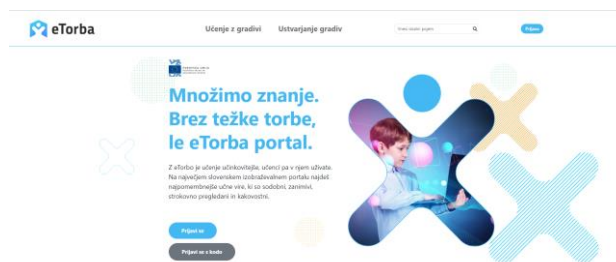 eTorba
Učenje z gradivi Ustvarjanje gradiv
Prijava
Množimo znanje.
Brez težke torbe,
le eTorba portal.
Z eTorbo je učenje učinkovitejše, učenci pa v njem uživate.
Na največjem slovenskem izobraževalnem portalu najdeš
najpomembnejše učne vire, ki so sodobni, zanimivi,
strokovno pregledani in kakovostni.
Prijavi se
Prijavi se s kodo